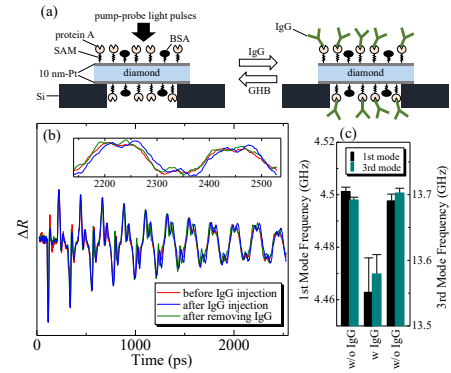 (a)
pump-probe light pulses
IgG
protein A
BSA
SAM
IgG
10 nm-Pt
diamond
diamond
GHB
Si
(b)
2200 2300 2400 2500
ΔR
before IgG injection
after IgG injection
after removing IgG
0 1000 2000
Time (ps)
(c)
1st mode
3rd mode
1st Mode Frequency (GHz)
4.50
4.49
4.48
4.47
4.46
3rd Mode Frequency (GHz)
13.7
13.6
13.5
w/o IgG
w IgG
w/o IgG